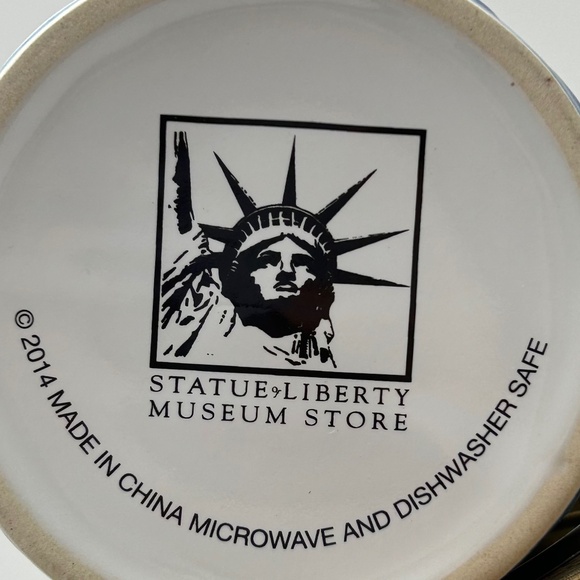 STATUE of LIBERTY
MUSEUM STORE
© 2014 MADE IN CHINA MICROWAVE AND DISHWASHER SAFE